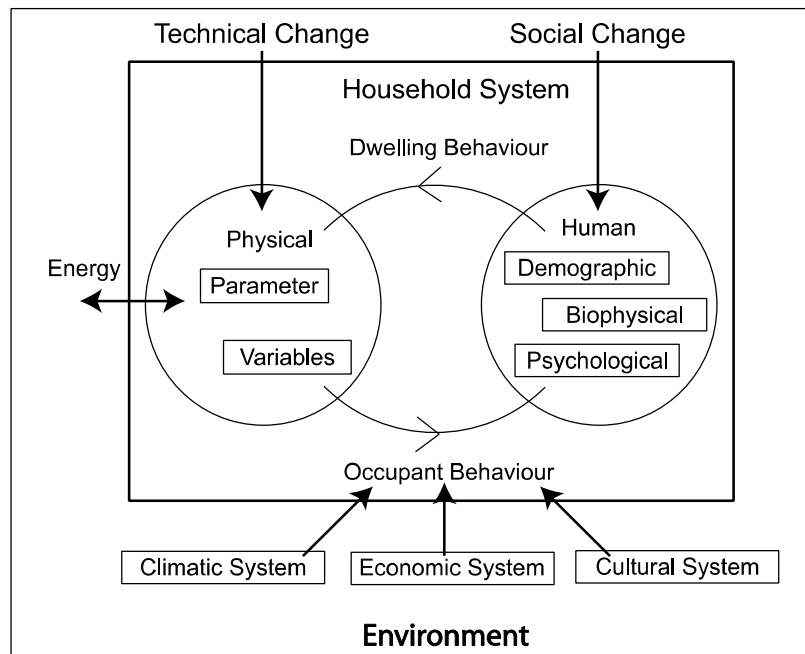 Technical Change
Social Change
Household System
Dwelling Behaviour
Physical
Human
Energy
Parameter
Demographic
Biophysical
Variables
Psychological
Occupant Behaviour
Climatic System
Economic System
Cultural System
Environment